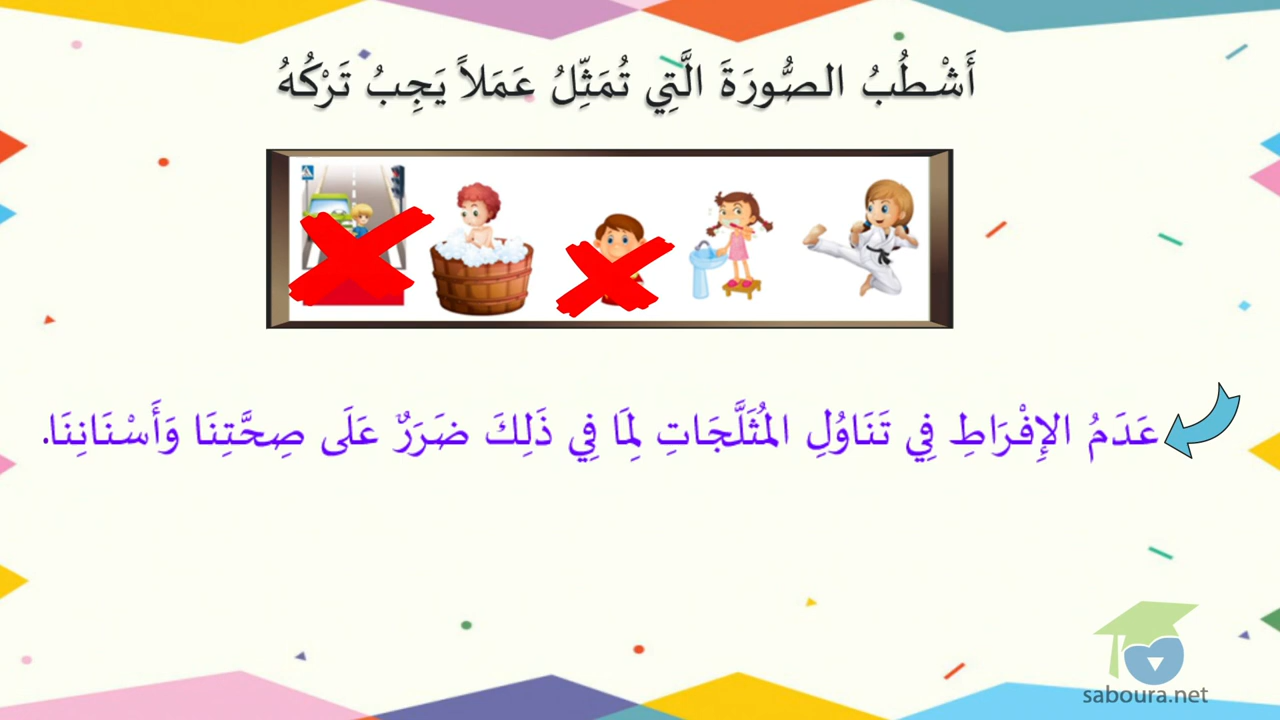 أَشْطُبُ الصُّورَةَ الَّتِي تُمَثِّلُ عَمَلاً يَجِبُ تَرْكُهُ
عَدَمُ الإِفْرَاطِ فِي تَنَاوُلِ المُثَلَّجَاتِ لِمَا فِي ذَلِكَ ضَرَرٌ عَلَى صِحَّتِنَا وَأَسْنَانِنَا.
saboura.net